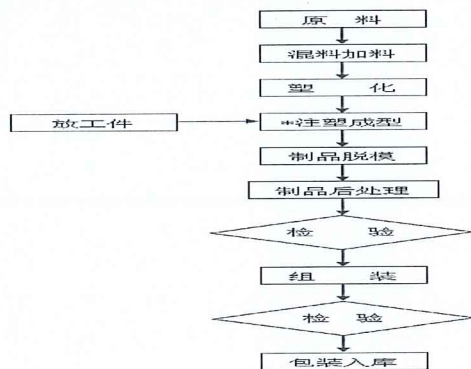 原 料
混料加料
塑 化
放工件
*注塑成型
制品脱模
制品后处理
检 验
组 装
检 验
包装入库